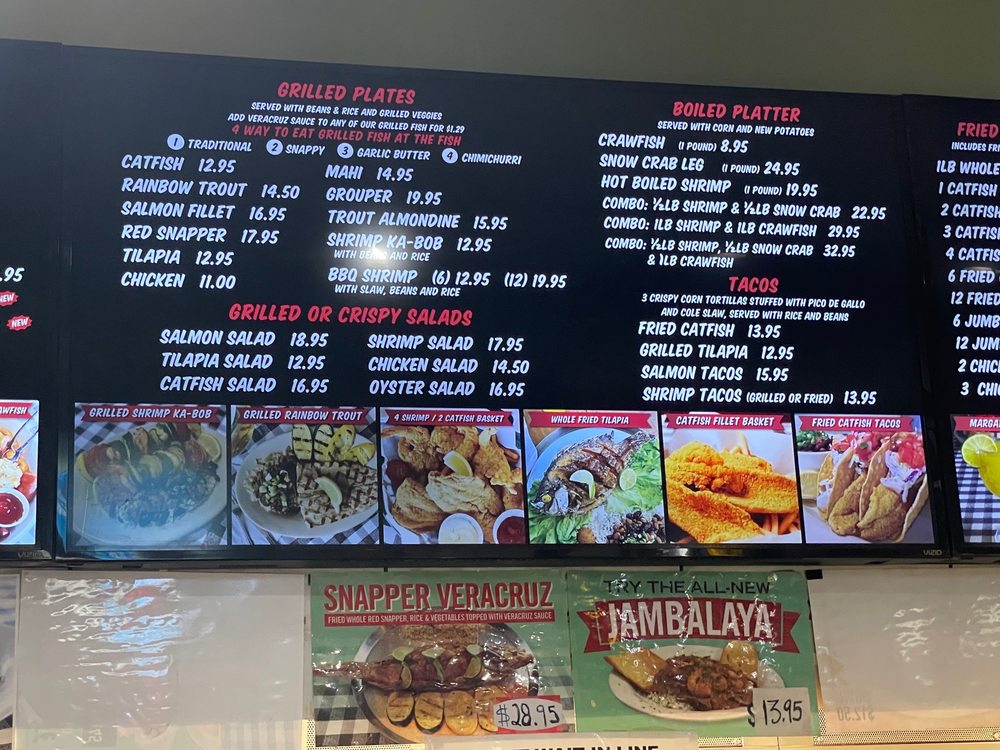 .95
NEW
NEW
AWFISH
GRILLED PLATES
SERVED WITH BEANS & RICE AND GRILLED VEGGIES
ADD VERACRUZ SAUCE TO ANY OF OUR GRILLED FISH FOR $1.29
4 WAY TO EAT GRILLED FISH AT THE FISH
1 TRADITIONAL 2 SNAPPY 3 GARLIC BUTTER 4 CHIMICHURRI
CATFISH 12.95
RAINBOW TROUT 14.50
SALMON FILLET 16.95
RED SNAPPER 17.95
TILAPIA 12.95
CHICKEN 11.00
MAHI 14.95
GROUPER 19.95
TROUT ALMONDINE 15.95
SHRIMP KA-BOB 12.95
WITH BEANS AND RICE
BBQ SHRIMP (6) 12.95 (12) 19.95
WITH SLAW, BEANS AND RICE
GRILLED OR CRISPY SALADS
SALMON SALAD 18.95
TILAPIA SALAD 12.95
CATFISH SALAD 16.95
SHRIMP SALAD 17.95
CHICKEN SALAD 14.50
OYSTER SALAD 16.95
BOILED PLATTER
SERVED WITH CORN AND NEW POTATOES
CRAWFISH (1 POUND) 8.95
SNOW CRAB LEG (1 POUND) 24.95
HOT BOILED SHRIMP (1 POUND) 19.95
COMBO: ½LB SHRIMP & ½LB SNOW CRAB 22.95
COMBO: 1LB SHRIMP & 1LB CRAWFISH 29.95
COMBO: ½LB SHRIMP, ½LB SNOW CRAB 32.95
& 1LB CRAWFISH
TACOS
3 CRISPY CORN TORTILLAS STUFFED WITH PICO DE GALLO
AND COLE SLAW, SERVED WITH RICE AND BEANS
FRIED CATFISH 13.95
GRILLED TILAPIA 12.95
SALMON TACOS 15.95
SHRIMP TACOS (GRILLED OR FRIED) 13.95
GRILLED SHRIMP KA-BOB
GRILLED RAINBOW TROUT
4 SHRIMP / 2 CATFISH BASKET
WHOLE FRIED TILAPIA
CATFISH FILLET BASKET
FRIED CATFISH TACOS
VIZIO
VIZIO
FRIED
INCLUDES FRI
1LB WHOLE
1 CATFISH
2 CATFIS
3 CATFIS
4 CATFIS
6 FRIED
12 FRIED
6 JUMB
12 JUM
2 CHIC
3 CHI
MARGA
SNAPPER VERACRUZ
FRIED WHOLE RED SNAPPER, RICE & VEGETABLES TOPPED WITH VERACRUZ SAUCE
$28.95
TRY THE ALL-NEW
JAMBALAYA
$13.95
$12.50
WAIT IN LINE